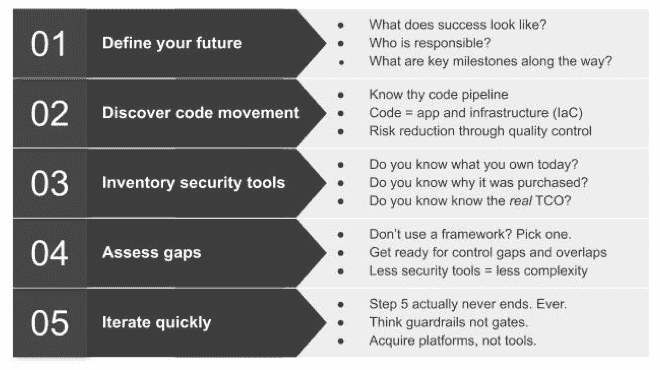 01 Define your future
• What does success look like?
• Who is responsible?
• What are key milestones along the way?
02 Discover code movement
• Know thy code pipeline
• Code = app and infrastructure (IaC)
• Risk reduction through quality control
03 Inventory security tools
• Do you know what you own today?
• Do you know why it was purchased?
• Do you know know the real TCO?
04 Assess gaps
• Don't use a framework? Pick one.
• Get ready for control gaps and overlaps
• Less security tools = less complexity
05 Iterate quickly
• Step 5 actually never ends. Ever.
• Think guardrails not gates.
• Acquire platforms, not tools.